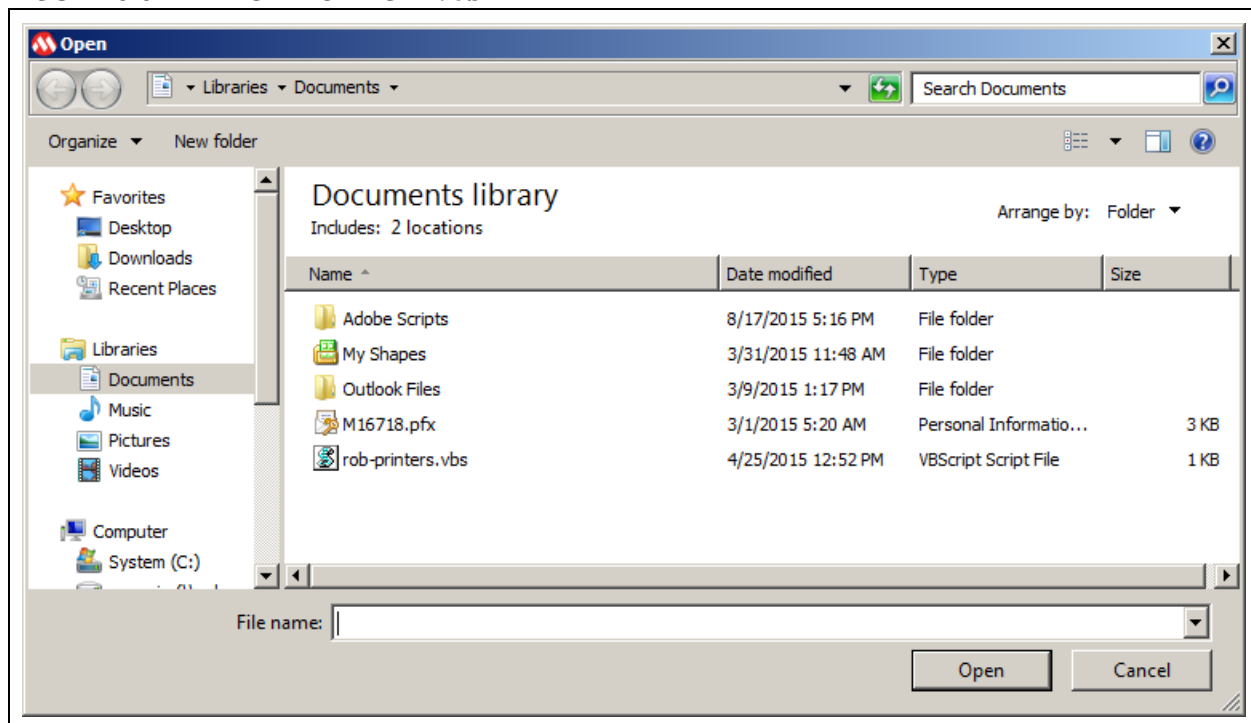 Open
Libraries Documents
Search Documents
Organize New folder
Favorites
Desktop
Downloads
Recent Places
Libraries
Documents
Music
Pictures
Videos
Computer
System (C:)
Documents library
Includes: 2 locations
Arrange by: Folder
Name Date modified Type Size
Adobe Scripts 8/17/2015 5:16 PM File folder
My Shapes 3/31/2015 11:48 AM File folder
Outlook Files 3/9/2015 1:17 PM File folder
M16718.pfx 3/1/2015 5:20 AM Personal Informatio... 3 KB
rob-printers.vbs 4/25/2015 12:52 PM VBScript Script File 1 KB
File name:
Open Cancel